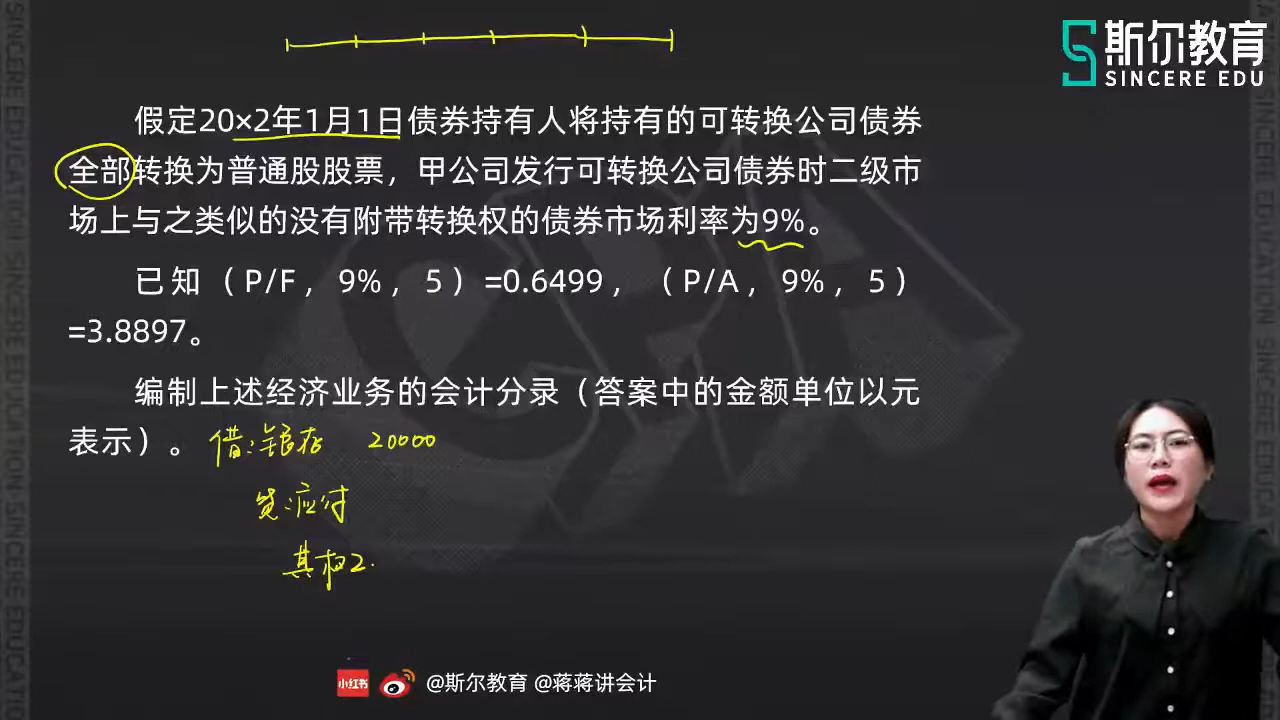 斯尔教育
SINCERE EDU
假定20×2年1月1日债券持有人将持有的可转换公司债券
全部转换为普通股股票，甲公司发行可转换公司债券时二级市
场上与之类似的没有附带转换权的债券市场利率为9%。
已知（P/F，9%，5）=0.6499，（P/A，9%，5）
=3.8897。
编制上述经济业务的会计分录（答案中的金额单位以元
表示）。
借：银存 20000
贷：应付
其权工
小红书 @斯尔教育 @蒋蒋讲会计
SINCERE EDUCATION
CPA